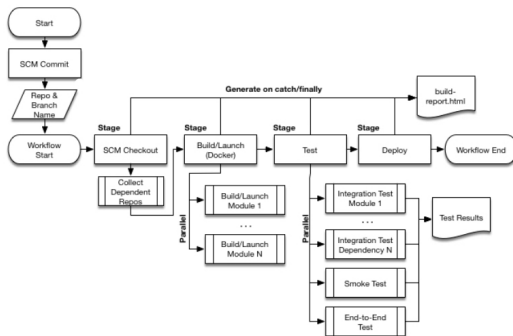 Start
SCM Commit
Repo &
Branch
Name
Generate on catch/finally
build-
report.html
Stage
Stage
Stage
Stage
Workflow
Start
SCM Checkout
Build/Launch
(Docker)
Test
Deploy
Workflow End
Collect
Dependent
Repos
Parallel
Build/Launch
Module 1
...
Build/Launch
Module N
Parallel
Integration Test
Module 1
...
Integration Test
Dependency N
Smoke Test
End-to-End
Test
Test Results